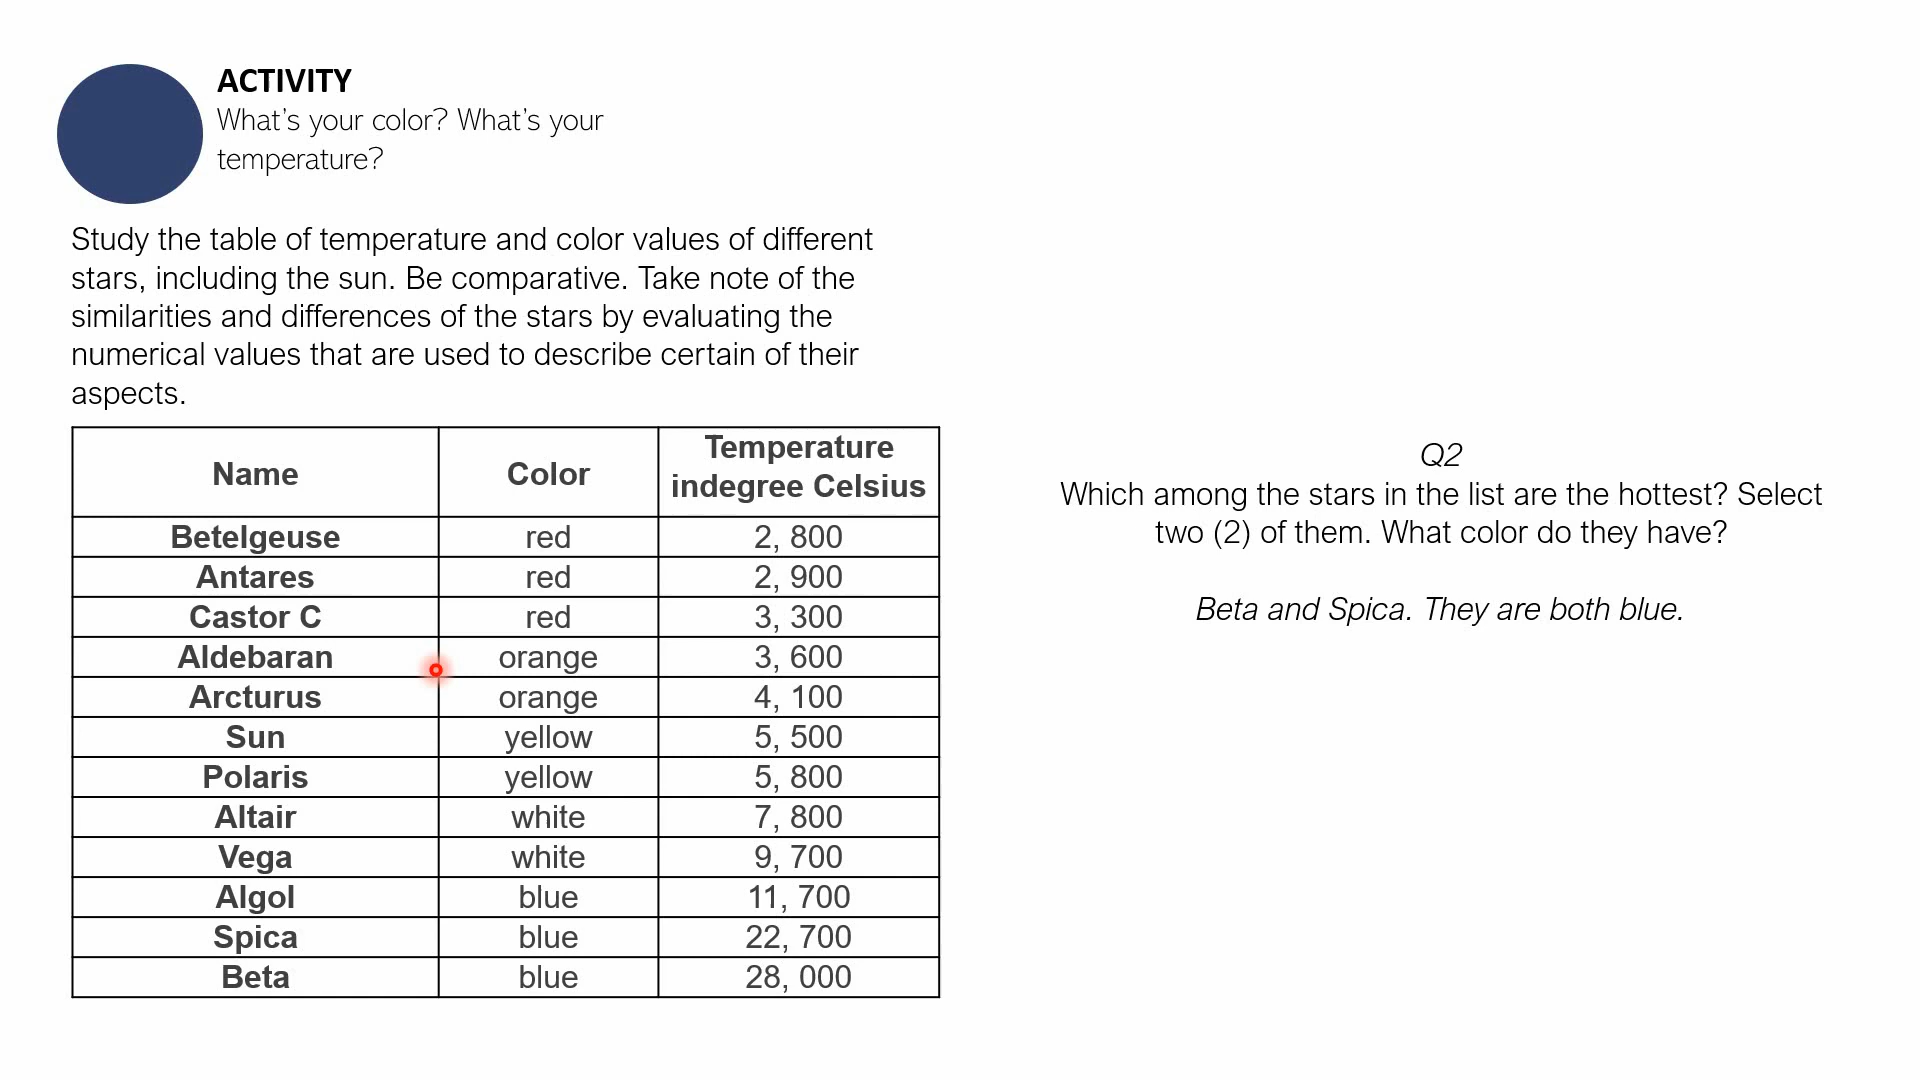 ACTIVITY
What's your color? What's your
temperature?
Study the table of temperature and color values of different
stars, including the sun. Be comparative. Take note of the
similarities and differences of the stars by evaluating the
numerical values that are used to describe certain of their
aspects.
Name Color Temperature
indegree Celsius
Betelgeuse red 2, 800
Antares red 2, 900
Castor C red 3, 300
Aldebaran orange 3, 600
Arcturus orange 4, 100
Sun yellow 5, 500
Polaris yellow 5, 800
Altair white 7, 800
Vega white 9, 700
Algol blue 11, 700
Spica blue 22, 700
Beta blue 28, 000
Q2
Which among the stars in the list are the hottest? Select
two (2) of them. What color do they have?
Beta and Spica. They are both blue.